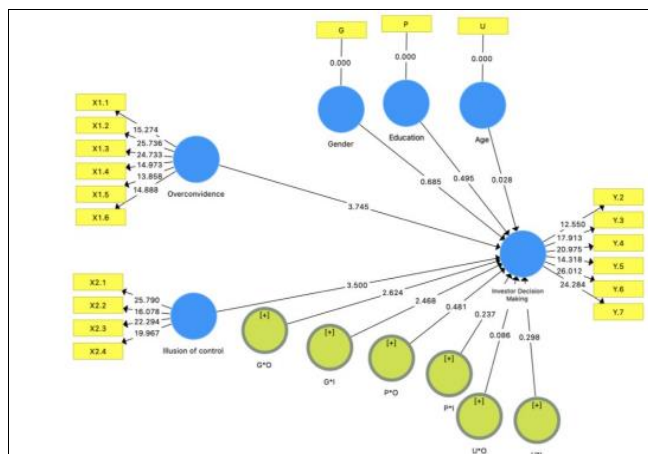 G
P
U
0.000
0.000
0.000
Gender
Education
Age
X1.1
X1.2
X1.3
X1.4
X1.5
X1.6
15.274
25.736
24.733
14.973
13.858
14.888
Overconvidence
0.685
0.495
0.028
3.745
Y.2
Y.3
Y.4
Y.5
Y.6
Y.7
12.550
17.913
20.975
14.318
26.012
24.284
Investor Decision
Making
X2.1
X2.2
X2.3
X2.4
25.790
16.078
22.294
19.967
Illusion of control
3.500
2.624
2.468
0.481
0.237
0.086
0.298
[+]
G*O
[+]
G*I
[+]
P*O
[+]
P*I
[+]
U*O
[+]